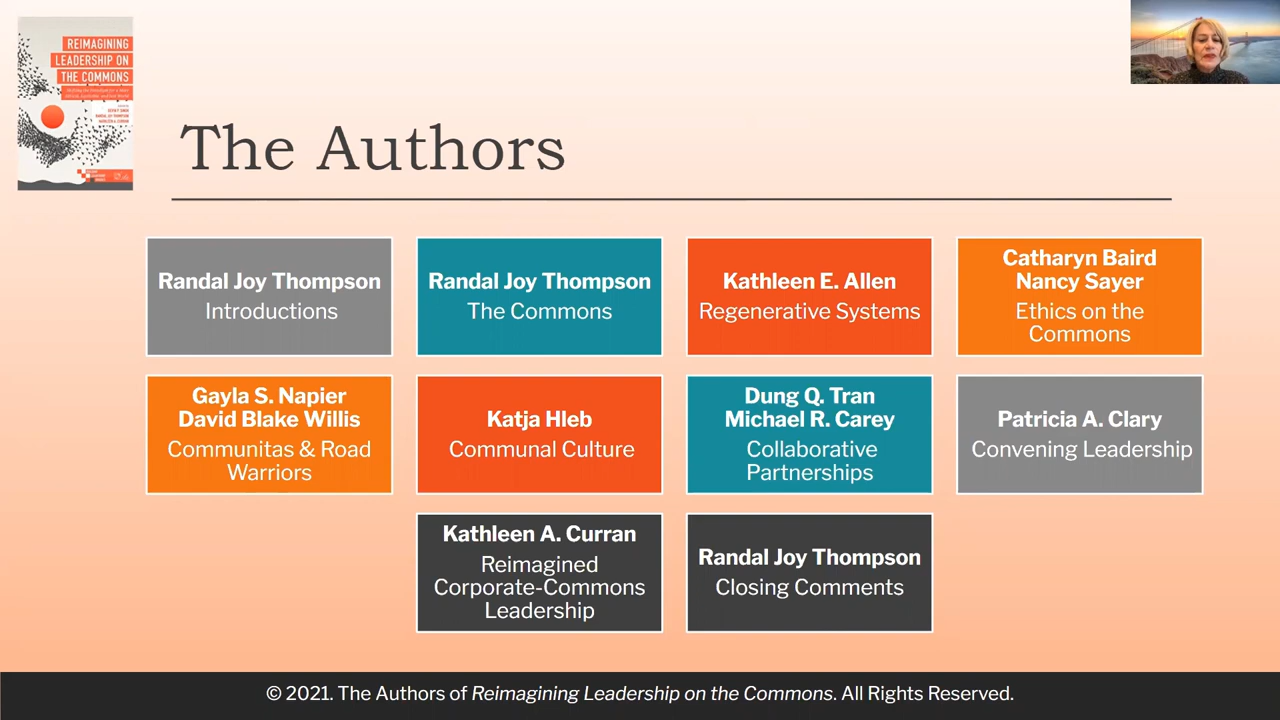 REIMAGINING
LEADERSHIP ON
THE COMMONS
The Authors
Randal Joy Thompson
Introductions
Randal Joy Thompson
The Commons
Kathleen E. Allen
Regenerative Systems
Catharyn Baird
Nancy Sayer
Ethics on the
Commons
Gayla S. Napier
David Blake Willis
Communitas & Road
Warriors
Katja Hleb
Communal Culture
Dung Q. Tran
Michael R. Carey
Collaborative
Partnerships
Patricia A. Clary
Convening Leadership
Kathleen A. Curran
Reimagined
Corporate-Commons
Leadership
Randal Joy Thompson
Closing Comments
© 2021. The Authors of Reimagining Leadership on the Commons. All Rights Reserved.